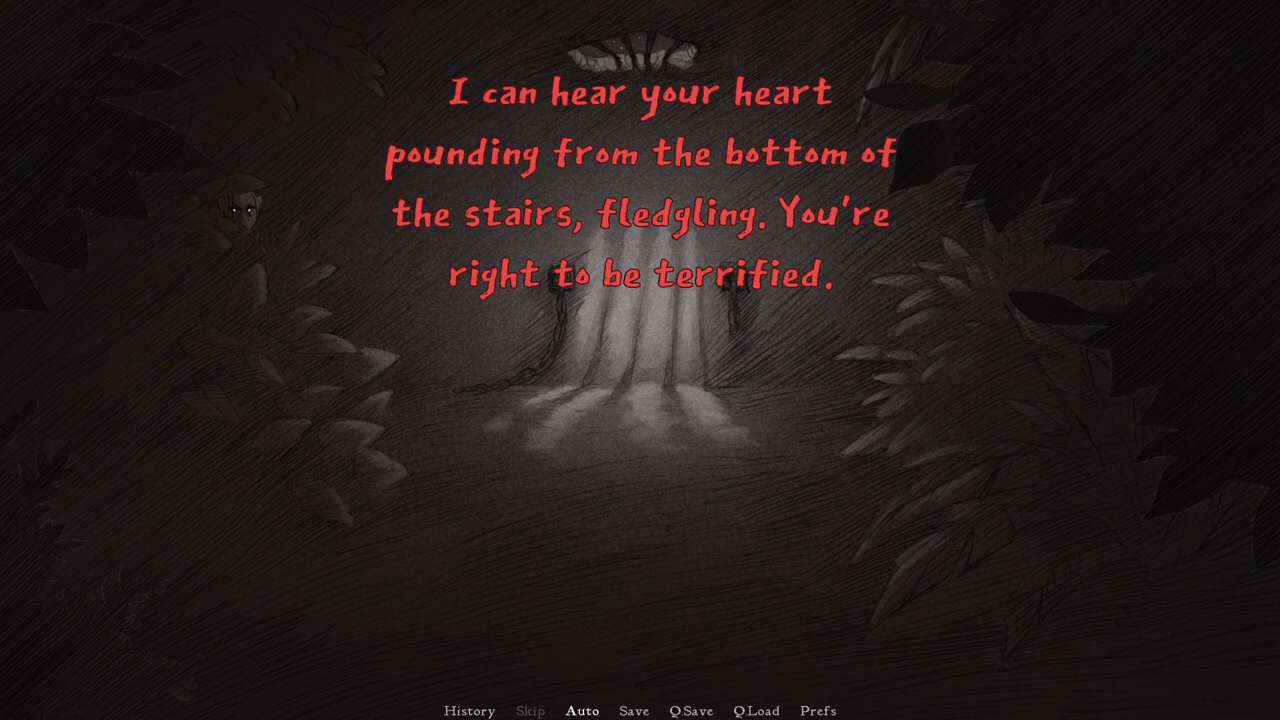 I can hear your heart
pounding from the bottom of
the stairs, fledgling. You're
right to be terrified.
History Skip Auto Save Q.Save Q.Load Prefs